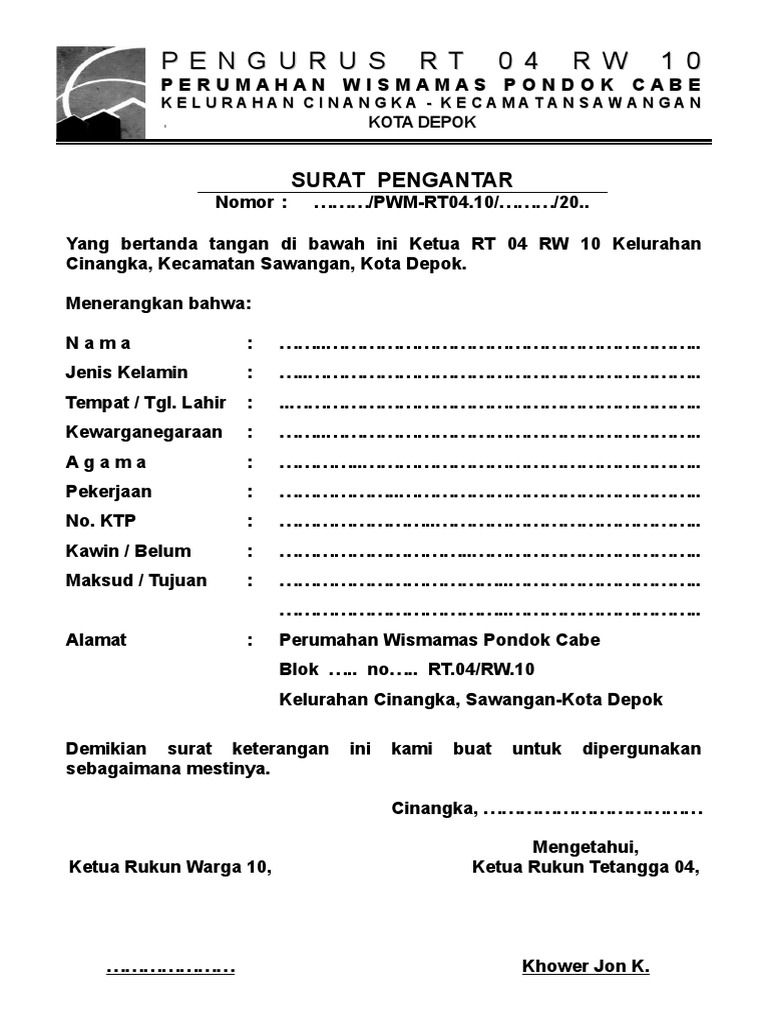 PENGURUS RT 04 RW 10
PERUMAHAN WISMAMAS PONDOK CABE
KELURAHAN CINANGKA - KECAMATAN SAWANGAN
KOTA DEPOK
SURAT PENGANTAR
Nomor : ………/PWM-RT04.10/………/20..
Yang bertanda tangan di bawah ini Ketua RT 04 RW 10 Kelurahan
Cinangka, Kecamatan Sawangan, Kota Depok.
Menerangkan bahwa:
N a m a : ……..………………………………………………………..
Jenis Kelamin : …...………………………………………………………..
Tempat / Tgl. Lahir : ...………………………………………………………..
Kewarganegaraan : ……..………………………………………………………..
A g a m a : …………...…………………………………………………..
Pekerjaan : ………………...……………………………………………..
No. KTP : ……………………...………………………………………..
Kawin / Belum : …………………………...…………………………………..
Maksud / Tujuan : ………………………………...……………………………..
……………………………………………………………..
Alamat : Perumahan Wismamas Pondok Cabe
Blok ….. no….. RT.04/RW.10
Kelurahan Cinangka, Sawangan-Kota Depok
Demikian surat keterangan ini kami buat untuk dipergunakan
sebagaimana mestinya.
Cinangka, ………………………………
Mengetahui,
Ketua Rukun Warga 10, Ketua Rukun Tetangga 04,
………………… Khower Jon K.